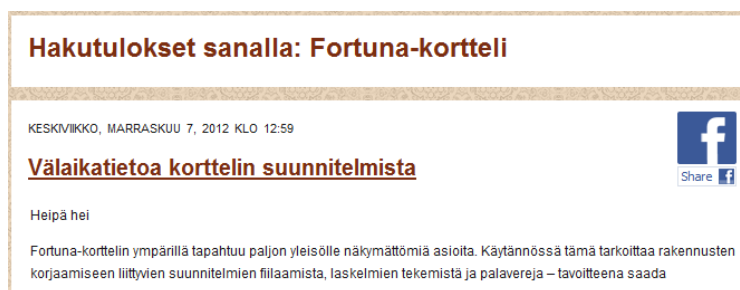 Hakutulokset sanalla: Fortuna-kortteli
KESKIVIIKKO, MARRASKUU 7, 2012 KLO 12:59
Välaikatietoa korttelin suunnitelmista
Share
Heipä hei
Fortuna-korttelin ympärillä tapahtuu paljon yleisölle näkymättömiä asioita. Käytännössä tämä tarkoittaa rakennusten
korjaamiseen liittyvien suunnitelmien fiilaamista, laskelmien tekemistä ja palavereja – tavoitteena saada